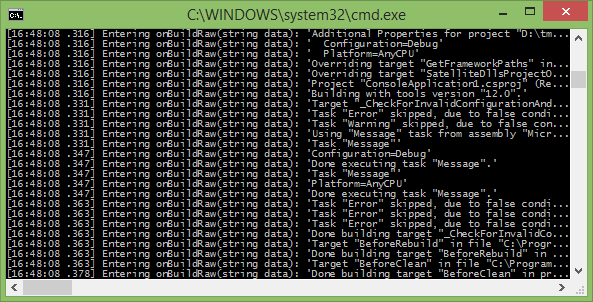 C:\WINDOWS\system32\cmd.exe
[16:48:08 .316] Entering onBuildRaw(string data): 'Additional Properties for project "D:\tm...
[16:48:08 .316] Entering onBuildRaw(string data): '  Configuration=Debug'
[16:48:08 .316] Entering onBuildRaw(string data): '  Platform=AnyCPU'
[16:48:08 .316] Entering onBuildRaw(string data): 'Overriding target "GetFrameworkPaths" in...
[16:48:08 .316] Entering onBuildRaw(string data): 'Overriding target "SatelliteDllsProjectO...
[16:48:08 .316] Entering onBuildRaw(string data): 'Project "ConsoleApplication1.csproj" (Re...
[16:48:08 .316] Entering onBuildRaw(string data): 'Building with tools version "12.0".'
[16:48:08 .331] Entering onBuildRaw(string data): 'Target "_CheckForInvalidConfigurationAnd...
[16:48:08 .331] Entering onBuildRaw(string data): 'Task "Error" skipped, due to false condi...
[16:48:08 .331] Entering onBuildRaw(string data): 'Task "Warning" skipped, due to false con...
[16:48:08 .331] Entering onBuildRaw(string data): 'Using "Message" task from assembly "Micr...
[16:48:08 .331] Entering onBuildRaw(string data): 'Task "Message"'
[16:48:08 .347] Entering onBuildRaw(string data): 'Configuration=Debug'
[16:48:08 .347] Entering onBuildRaw(string data): 'Done executing task "Message".'
[16:48:08 .347] Entering onBuildRaw(string data): 'Task "Message"'
[16:48:08 .347] Entering onBuildRaw(string data): 'Platform=AnyCPU'
[16:48:08 .347] Entering onBuildRaw(string data): 'Done executing task "Message".'
[16:48:08 .363] Entering onBuildRaw(string data): 'Task "Error" skipped, due to false condi...
[16:48:08 .363] Entering onBuildRaw(string data): 'Task "Error" skipped, due to false condi...
[16:48:08 .363] Entering onBuildRaw(string data): 'Task "Error" skipped, due to false condi...
[16:48:08 .363] Entering onBuildRaw(string data): 'Done building target "_CheckForInvalidCo...
[16:48:08 .363] Entering onBuildRaw(string data): 'Target "BeforeRebuild" in file "C:\Progr...
[16:48:08 .363] Entering onBuildRaw(string data): 'Done building target "BeforeRebuild" in ...
[16:48:08 .363] Entering onBuildRaw(string data): 'Target "BeforeClean" in file "C:\Program...
[16:48:08 .378] Entering onBuildRaw(string data): 'Done building target "BeforeClean" in pr...